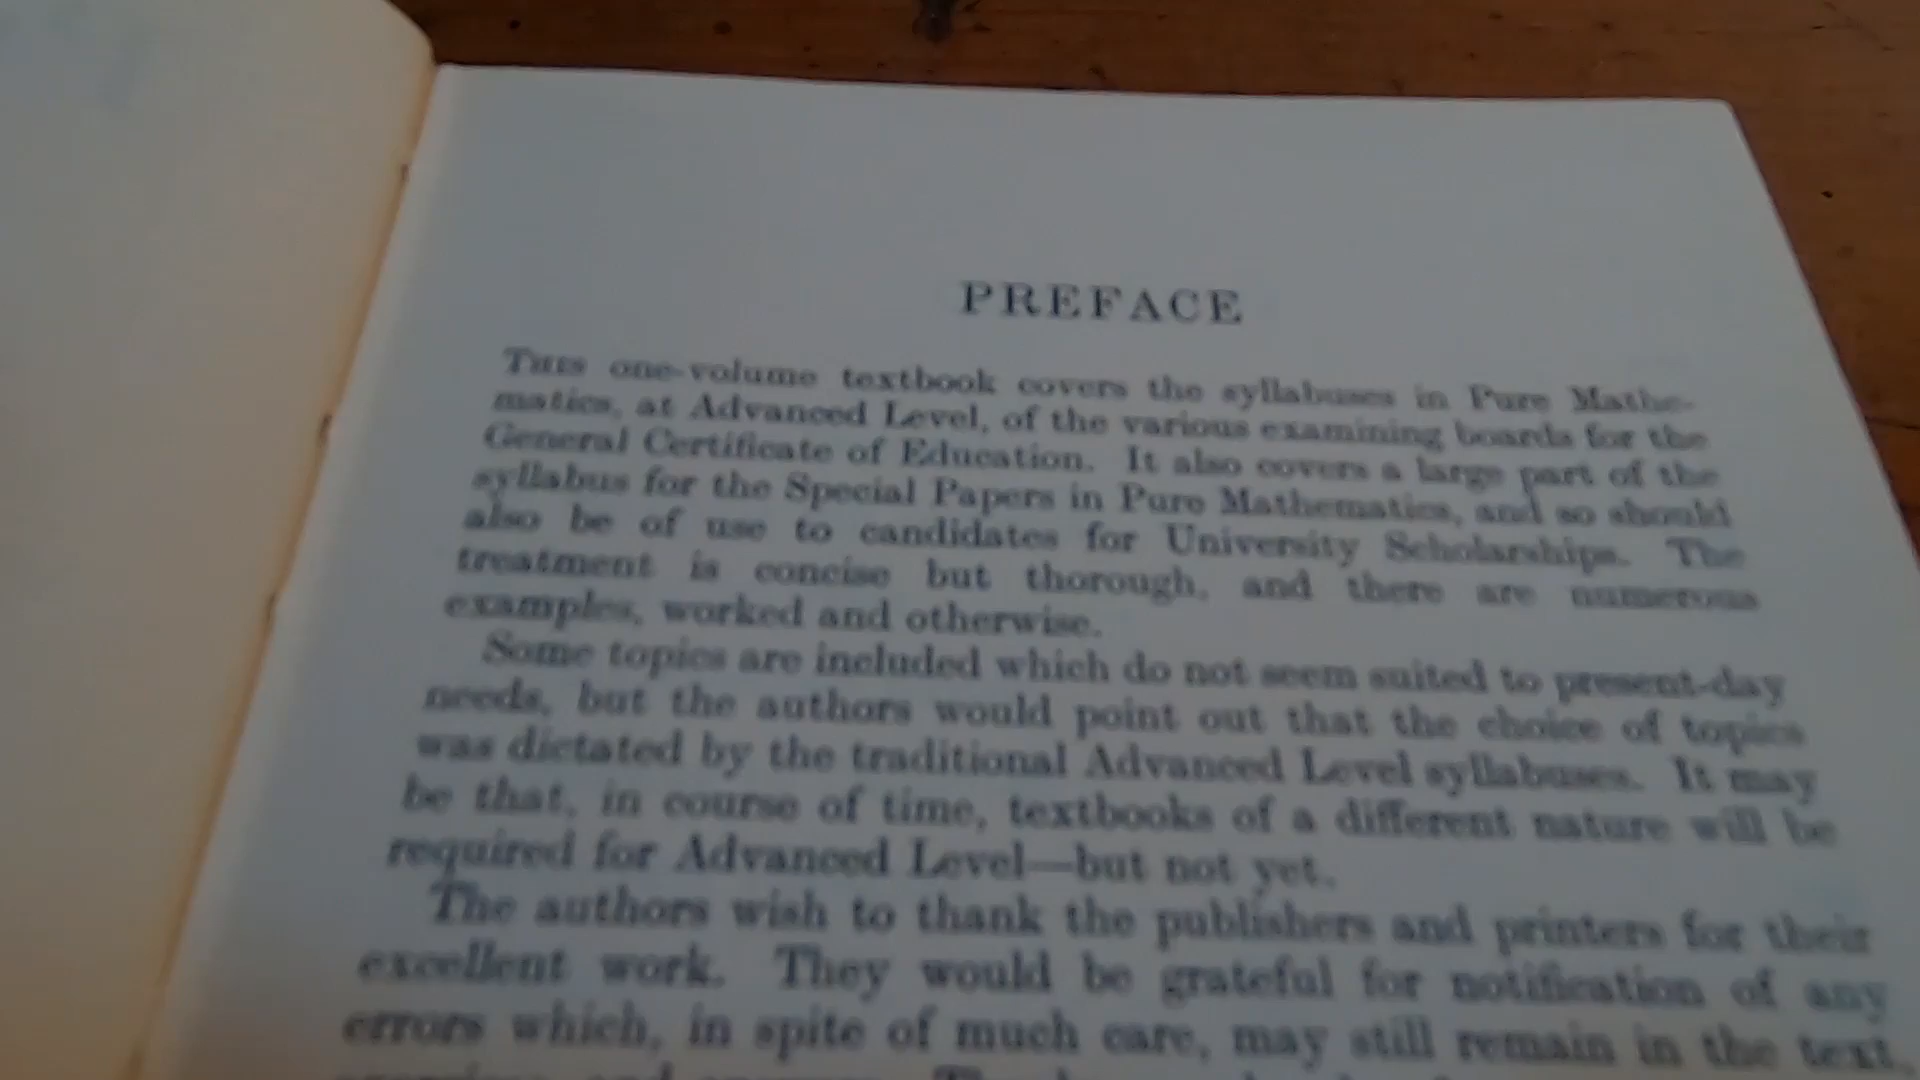 PREFACE
THIS one-volume textbook covers the syllabuses in Pure Mathe-
matics, at Advanced Level, of the various examining boards for the
General Certificate of Education. It also covers a large part of the
syllabus for the Special Papers in Pure Mathematics, and so should
also be of use to candidates for University Scholarships. The
treatment is concise but thorough, and there are numerous
examples, worked and otherwise.
Some topics are included which do not seem suited to present-day
needs, but the authors would point out that the choice of topics
was dictated by the traditional Advanced Level syllabuses. It may
be that, in course of time, textbooks of a different nature will be
required for Advanced Level—but not yet.
The authors wish to thank the publishers and printers for their
excellent work. They would be grateful for notification of any
errors which, in spite of much care, may still remain in the text,